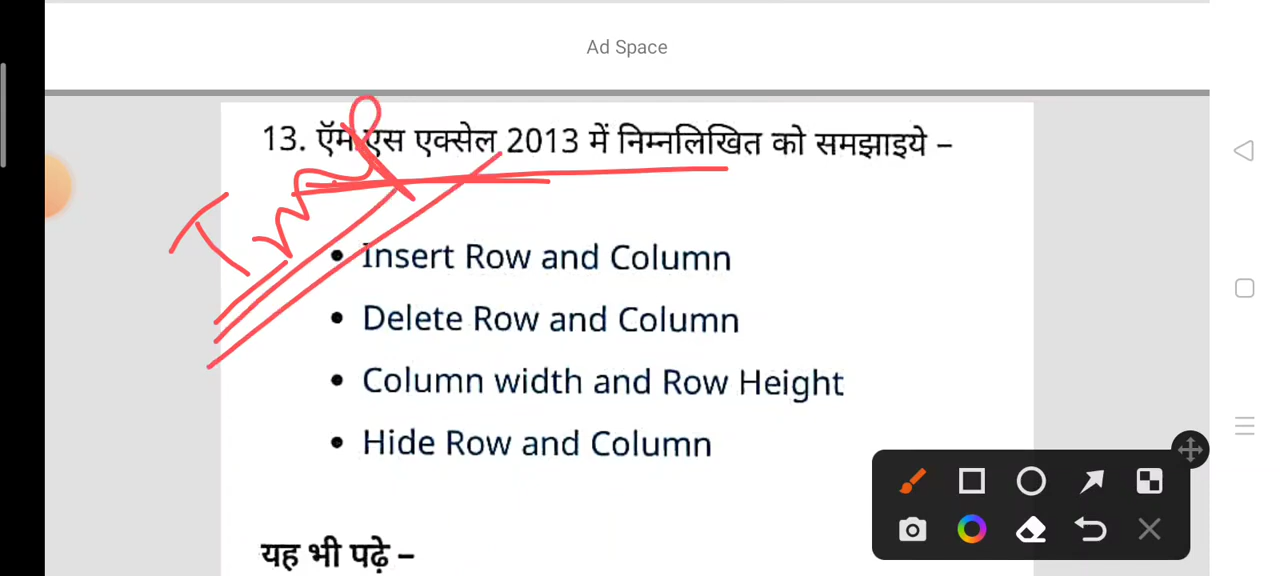 Ad Space
13. ऍम एस एक्सेल 2013 में निम्नलिखित को समझाइये –
Imp
• Insert Row and Column
• Delete Row and Column
• Column width and Row Height
• Hide Row and Column
यह भी पढ़े –